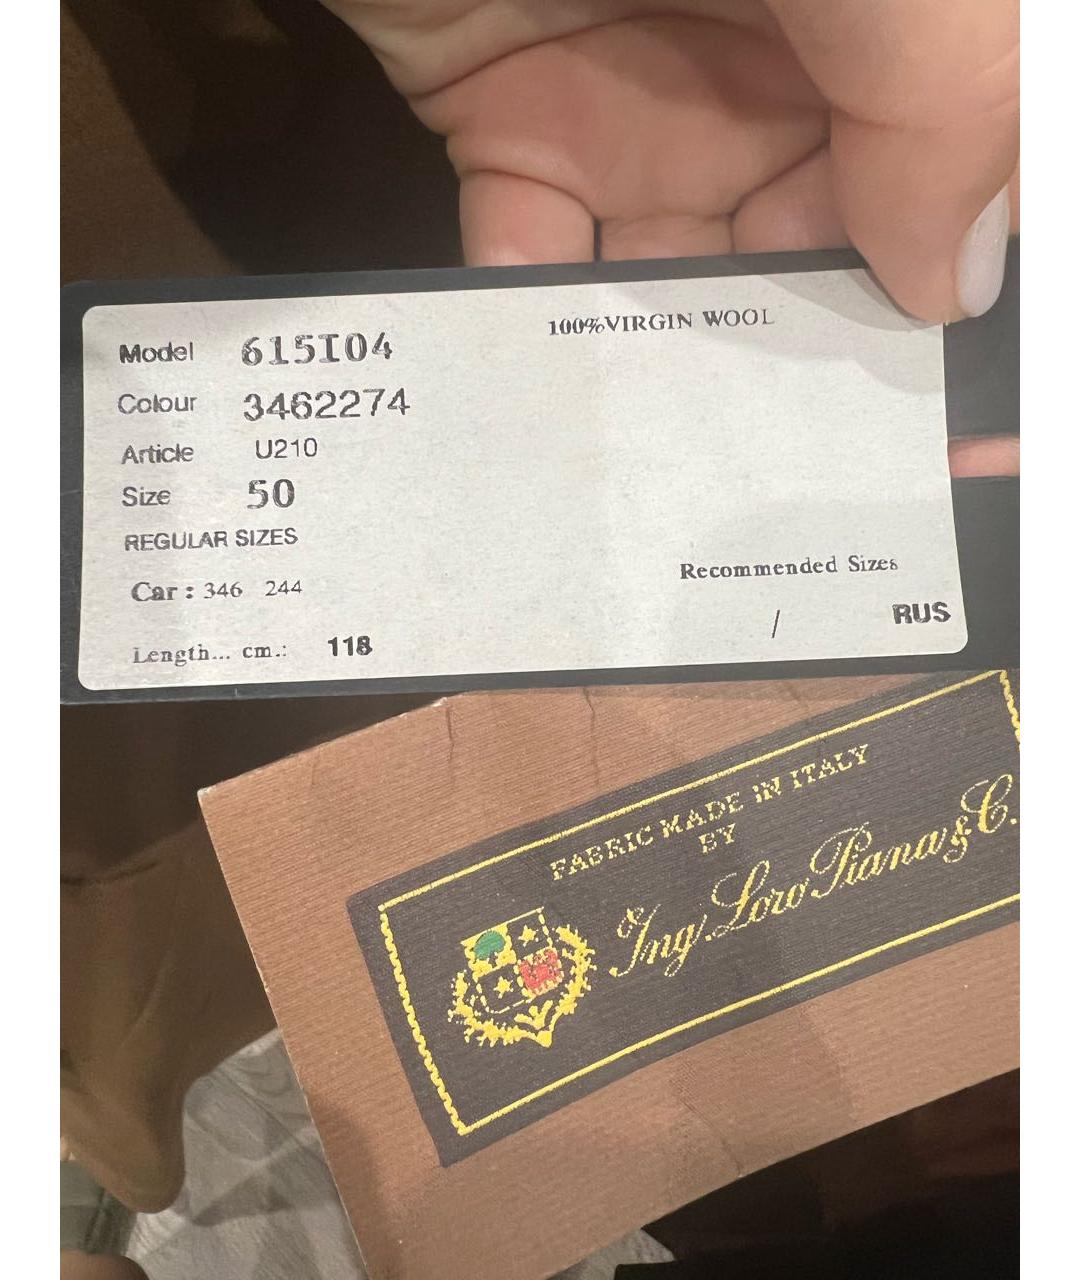 Model 615I04
100%VIRGIN WOOL
Colour 3462274
Article U210
Size 50
REGULAR SIZES
Car : 346 244
Recommended Sizes
/ RUS
Length... cm.: 118
FABRIC MADE IN ITALY
BY
Ing. Loro Piana & C.